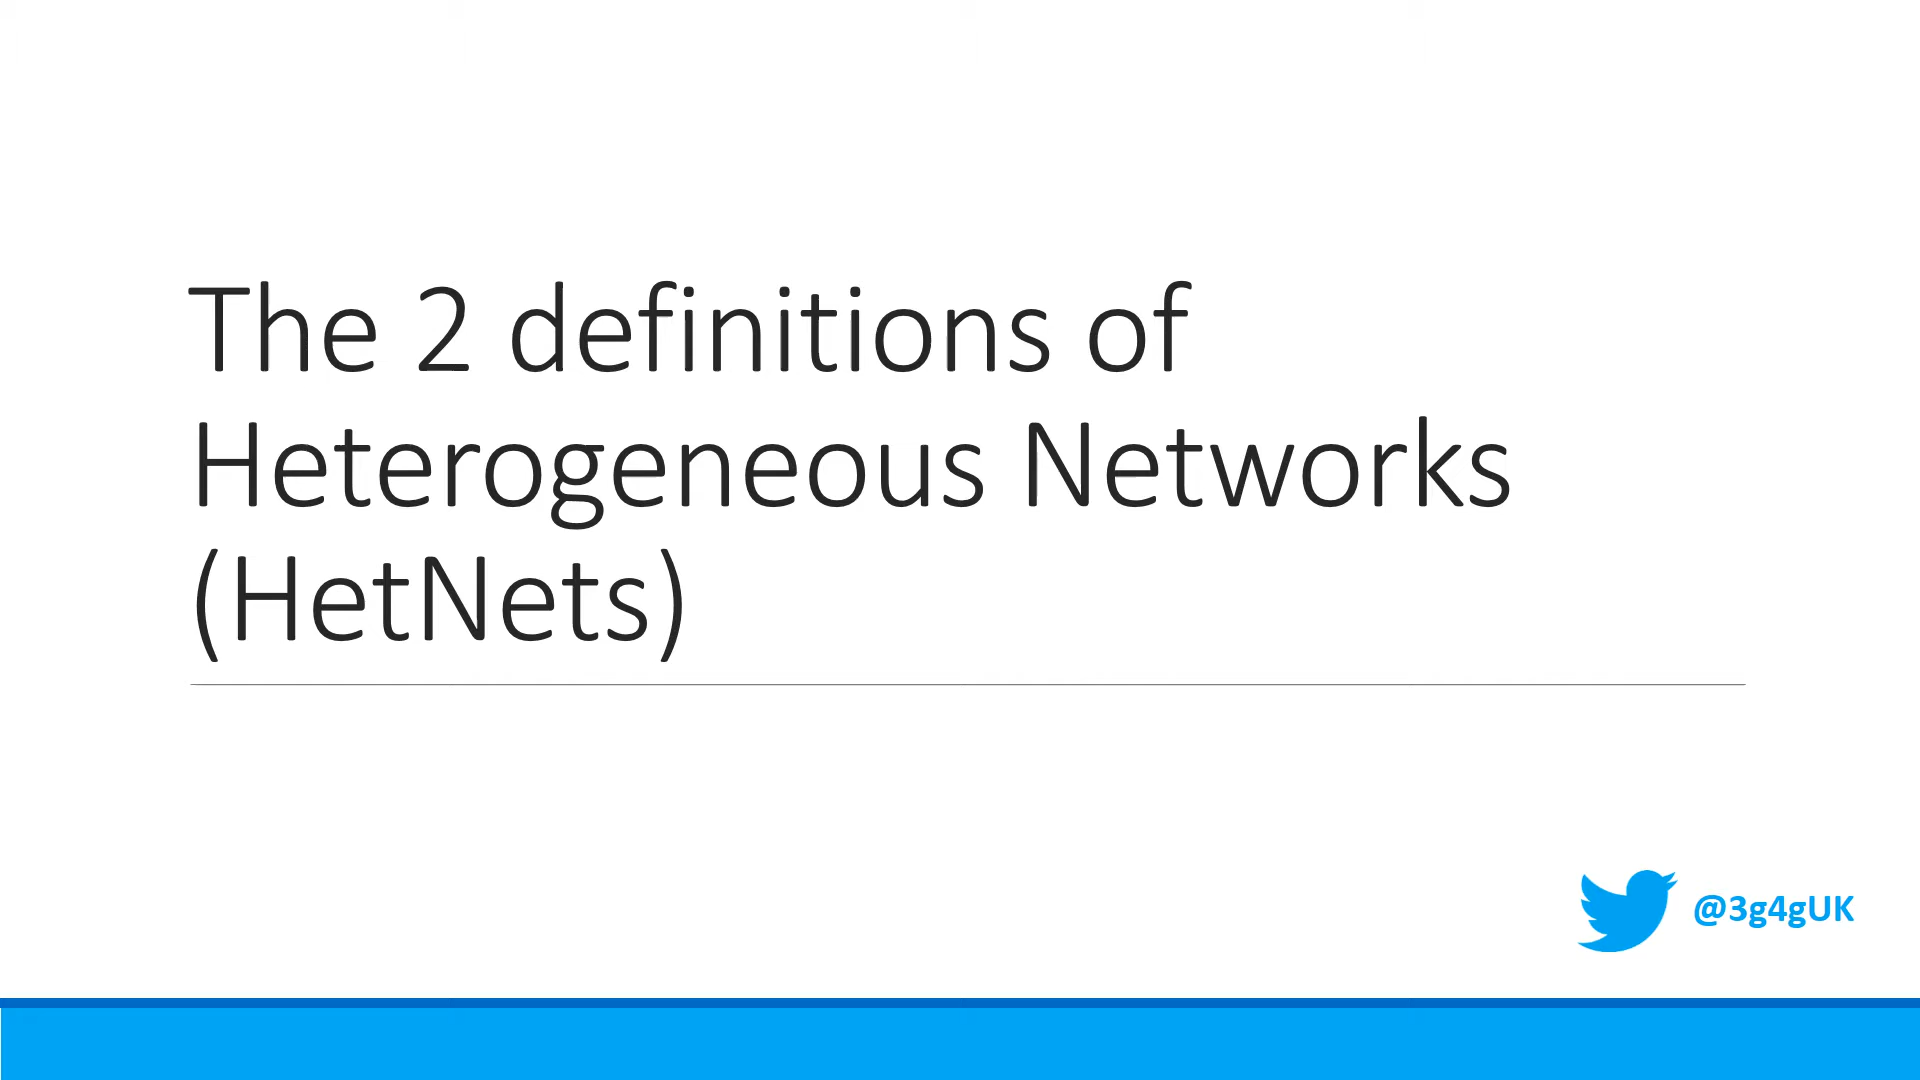 The 2 definitions of
Heterogeneous Networks
(HetNets)
@3g4gUK